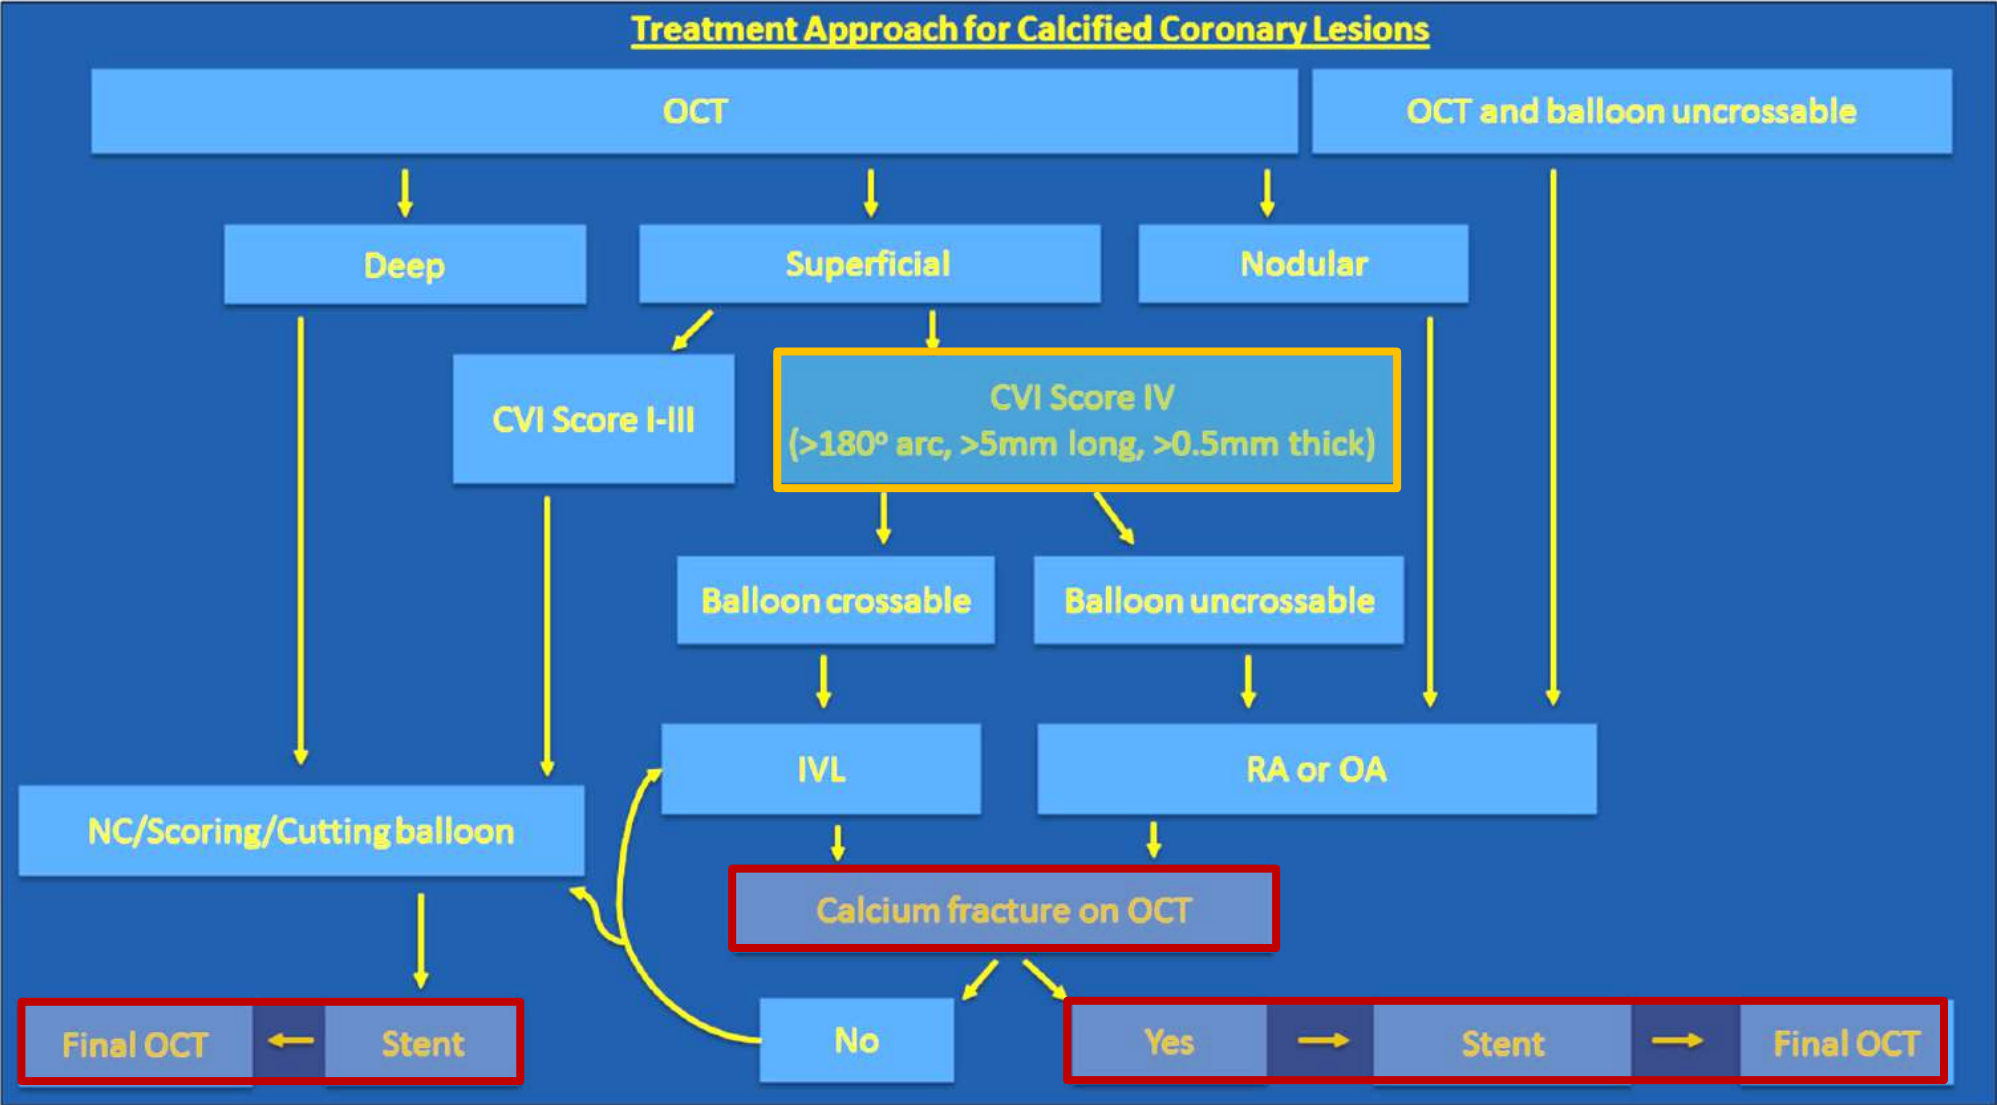 Treatment Approach for Calcified Coronary Lesions
OCT
OCT and balloon uncrossable
Deep
Superficial
Nodular
CVI Score I-III
CVI Score IV
(>180º arc, >5mm long, >0.5mm thick)
Balloon crossable
Balloon uncrossable
IVL
RA or OA
NC/Scoring/Cutting balloon
Calcium fracture on OCT
Final OCT
Stent
No
Yes
Stent
Final OCT